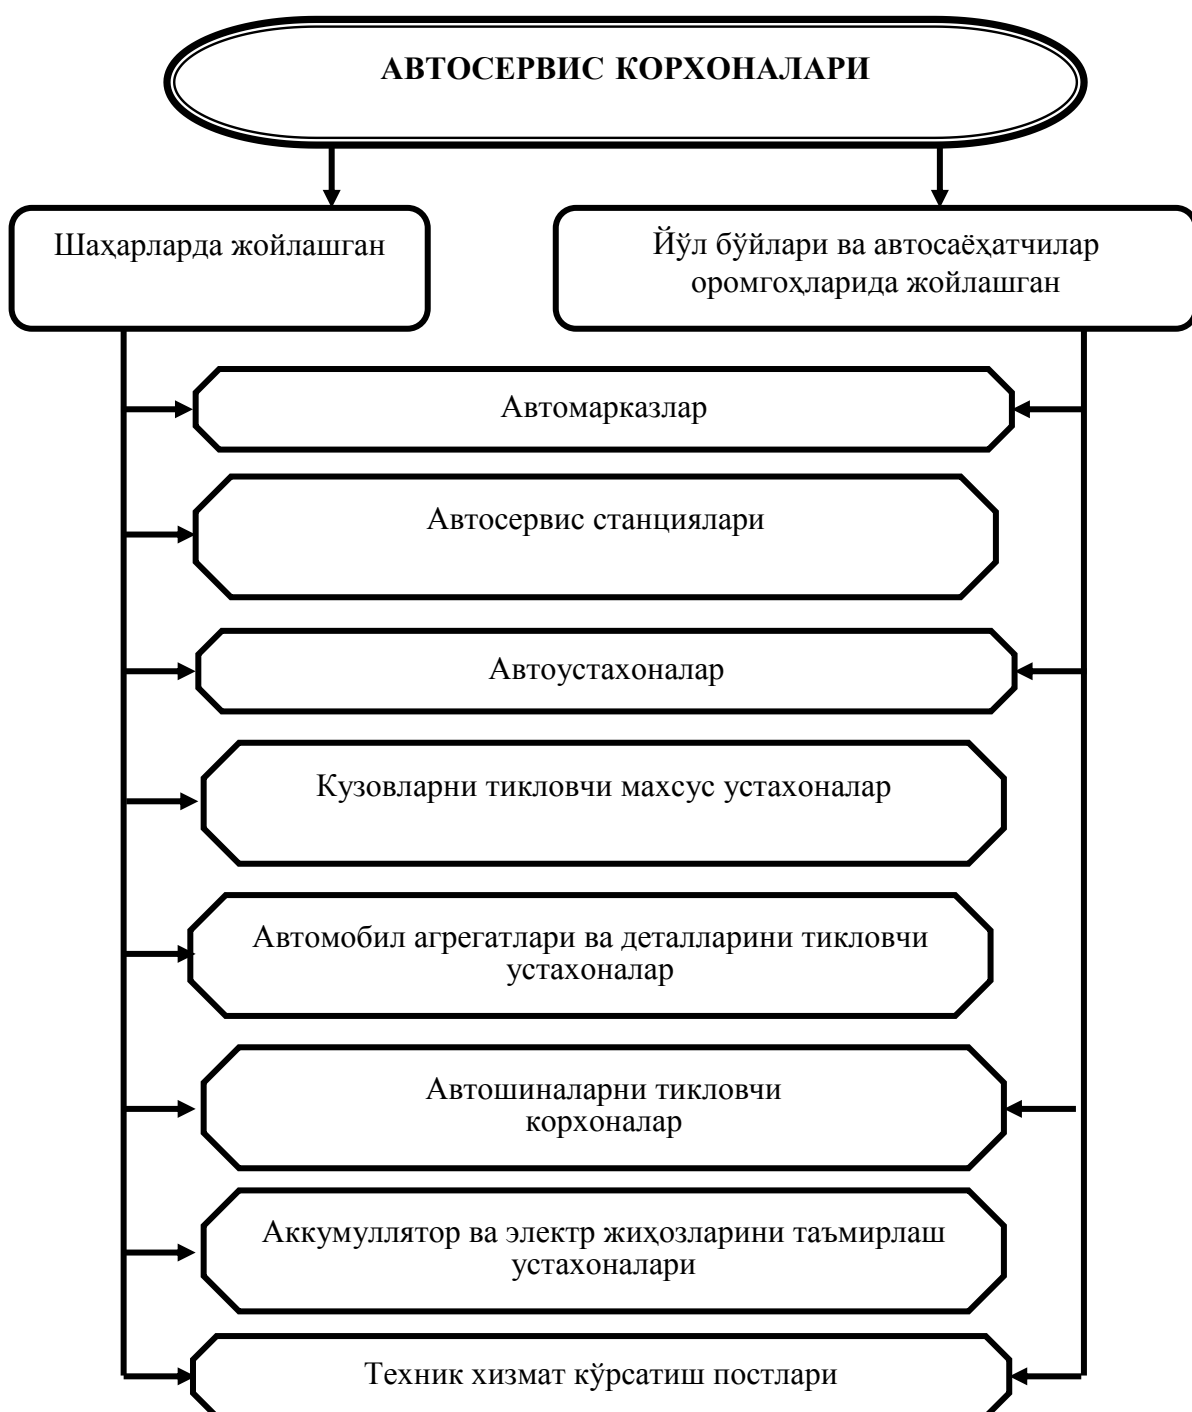 АВТОСЕРВИС КОРХОНАЛАРИ
Шаҳарларда жойлашган
Йўл бўйлари ва автосаёҳатчилар
оромгоҳларида жойлашган
Автомарказлар
Автосервис станциялари
Автоустахоналар
Кузовларни тикловчи махсус устахоналар
Автомобил агрегатлари ва деталларини тикловчи
устахоналар
Автошиналарни тикловчи
корхоналар
Аккумуллятор ва электр жиҳозларини таъмирлаш
устахоналари
Техник хизмат кўрсатиш постлари